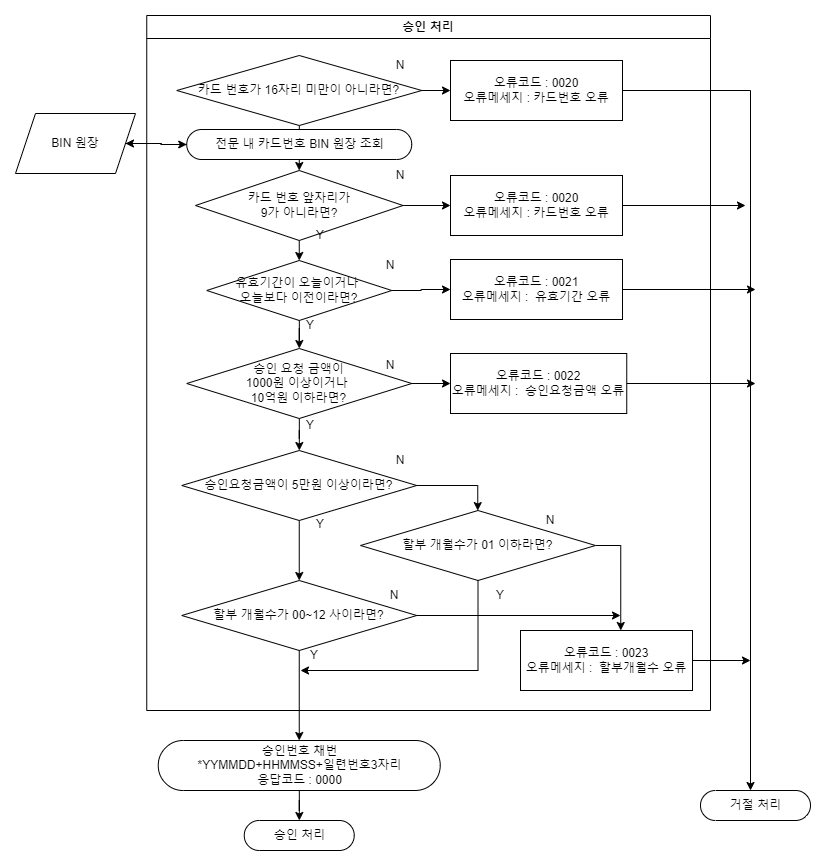 승인 처리
N
카드 번호가 16자리 미만이 아니라면?
오류코드 : 0020
오류메세지 : 카드번호 오류
BIN 원장
전문 내 카드번호 BIN 원장 조회
N
카드 번호 앞자리가
9가 아니라면?
오류코드 : 0020
오류메세지 : 카드번호 오류
Y
N
유효기간이 오늘이거나
오늘보다 이전이라면?
오류코드 : 0021
오류메세지 :  유효기간 오류
Y
N
승인 요청 금액이
1000원 이상이거나
10억원 이하라면?
오류코드 : 0022
오류메세지 :  승인요청금액 오류
Y
N
승인요청금액이 5만원 이상이라면?
Y
N
할부 개월수가 01 이하라면?
N
Y
할부 개월수가 00~12 사이라면?
Y
오류코드 : 0023
오류메세지 :  할부개월수 오류
승인번호 채번
*YYMMDD+HHMMSS+일련번호3자리
응답코드 : 0000
거절 처리
승인 처리